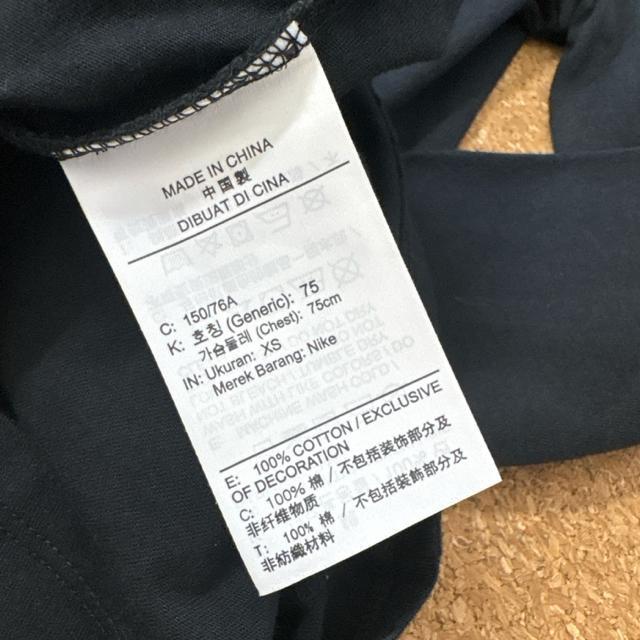 MADE IN CHINA
中国製
DIBUAT DI CINA
C: 150/76A
K: 호칭 (Generic): 75
가슴둘레 (Chest): 75cm
IN: Ukuran: XS
Merek Barang: Nike
E: 100% COTTON / EXCLUSIVE
OF DECORATION
C: 100% 棉 / 不包括装饰部分及
非纤维物质
T: 100% 棉 / 不包括裝飾部分及
非紡織材料